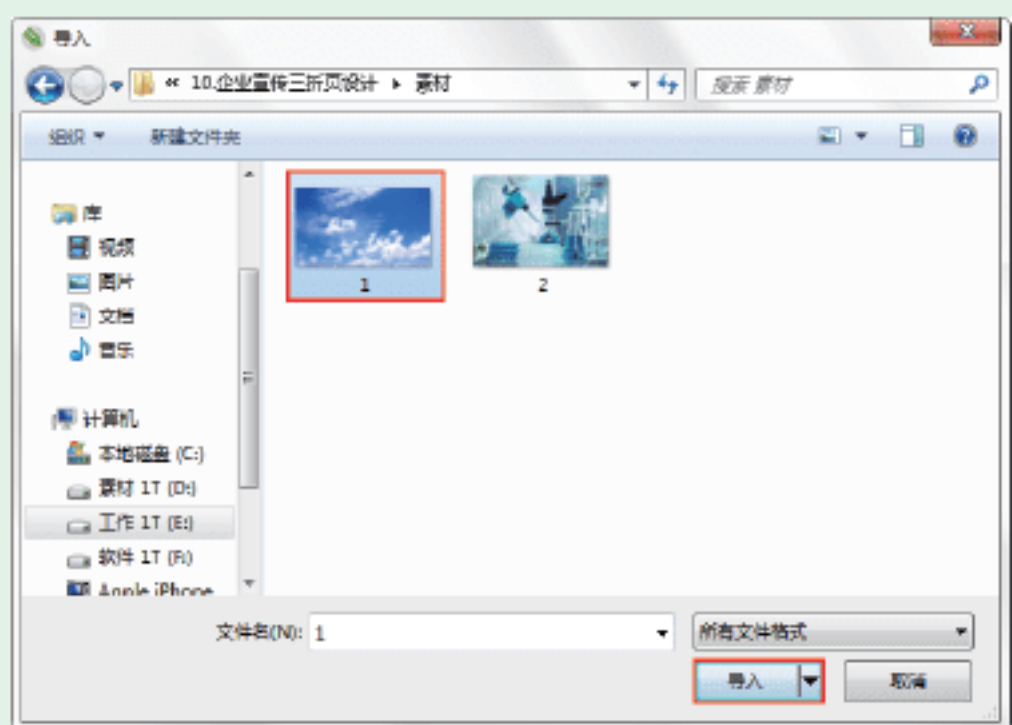 导入
« 10.企业宣传三折页设计 ▸ 素材
搜索 素材
组织 新建文件夹
库
视频
图片
文档
音乐
计算机
本地磁盘 (C:)
素材 1T (D:)
工作 1T (E:)
软件 1T (F:)
Apple iPhone
1
2
文件名(N): 1
所有文件格式
导入 取消